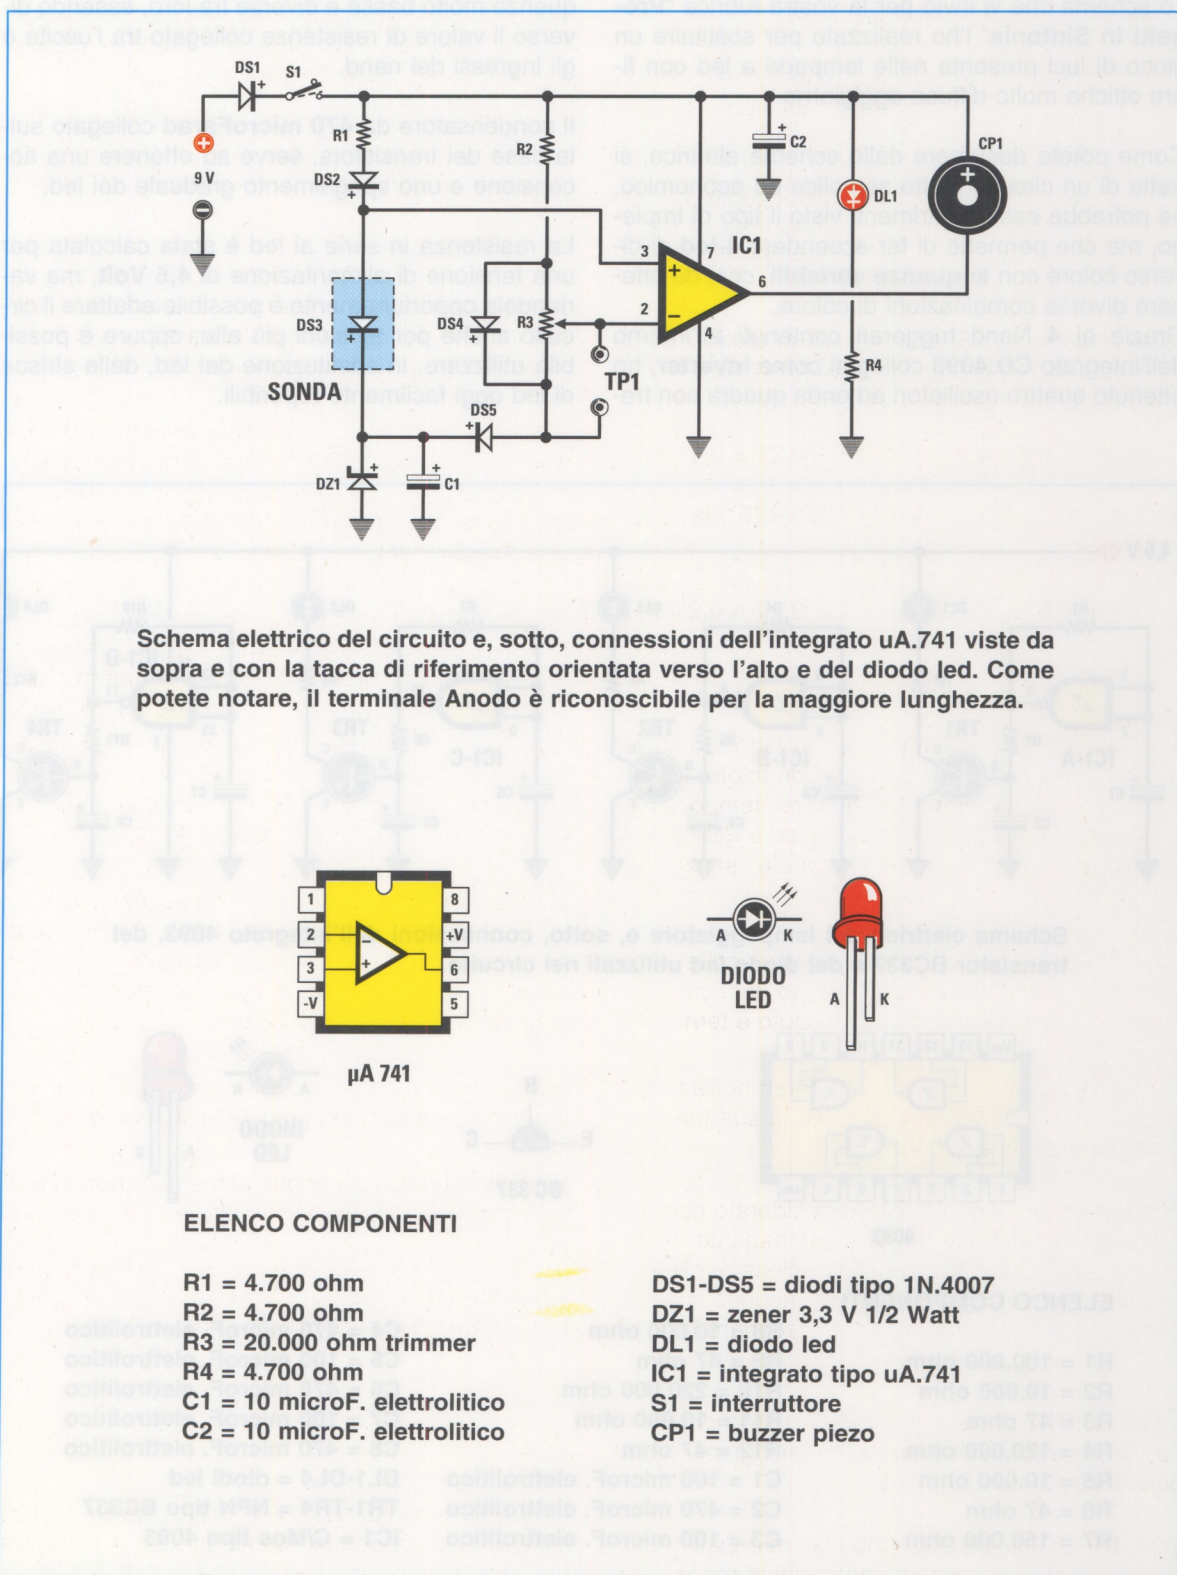 DS1
+
S1
R1
R2
C2
+
CP1
+
9 V
DS2
+
DL1
IC1
3
+
7
6
2
−
4
DS3
+
DS4
+
R3
TP1
R4
SONDA
DS5
+
DZ1
+
+
C1
Schema elettrico del circuito e, sotto, connessioni dell'integrato uA.741 viste da
sopra e con la tacca di riferimento orientata verso l'alto e del diodo led. Come
potete notare, il terminale Anodo è riconoscibile per la maggiore lunghezza.
1
8
2
+V
3
6
-V
5
−
+
µA 741
A
K
DIODO
LED
A
K
ELENCO COMPONENTI
R1 = 4.700 ohm
R2 = 4.700 ohm
R3= 20.000 ohm trimmer
R4 = 4.700 ohm
C1 = 10 microF. elettrolitico
C2 = 10 microF. elettrolitico
DS1-DS5 = diodi tipo 1N.4007
DZ1 = zener 3,3 V 1/2 Watt
DL1 = diodo led
IC1 = integrato tipo uA.741
S1 = interruttore
CP1 = buzzer piezo